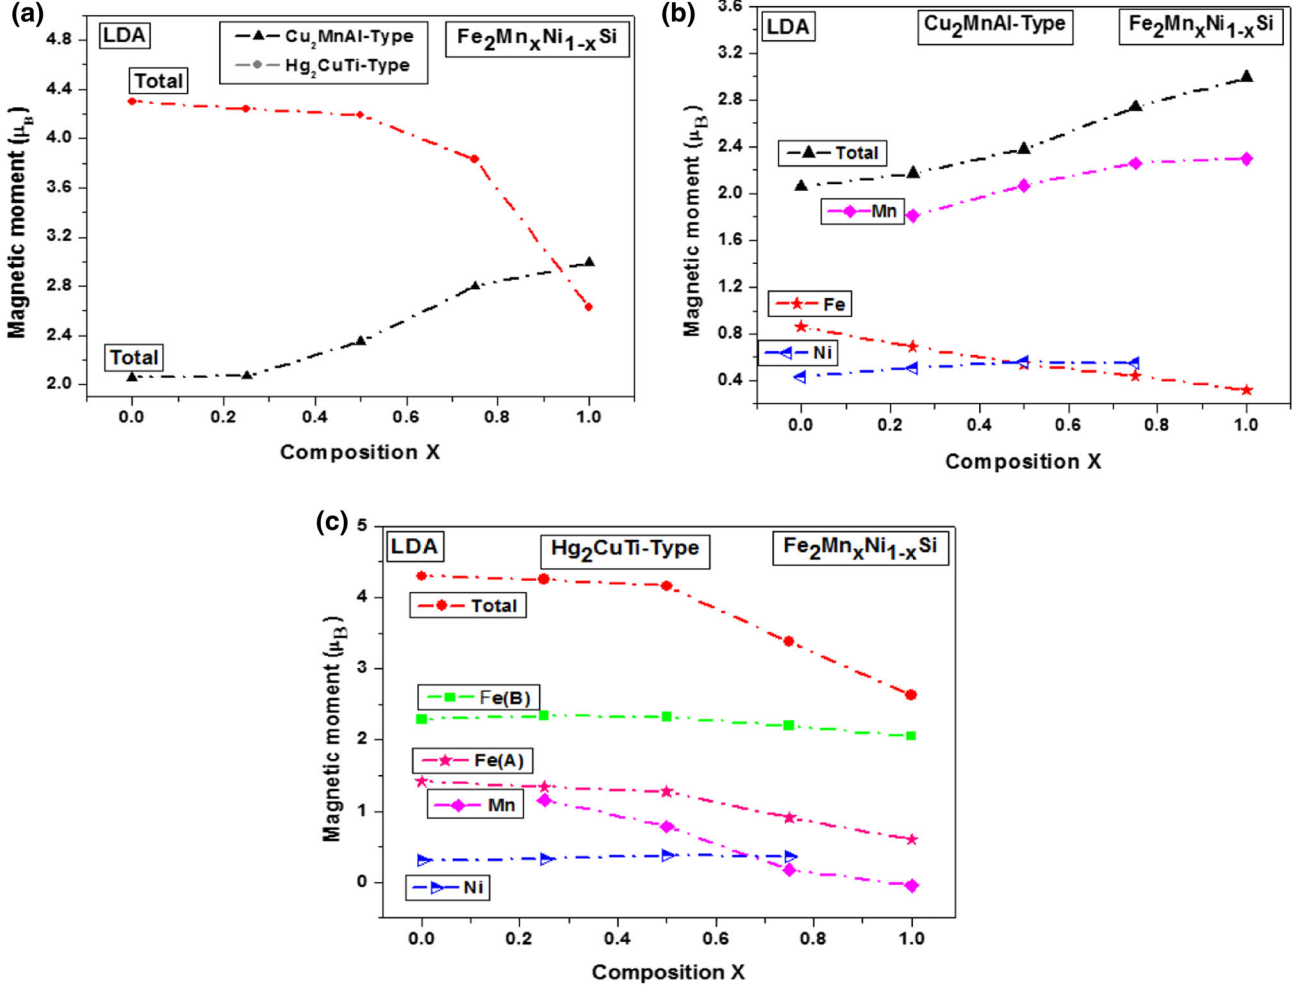 (a)
LDA
Cu2MnAl-Type
Hg2CuTi-Type
Fe2MnxNi1-xSi
Total
Total
4.8
4.4
4.0
3.6
3.2
2.8
2.4
2.0
Magnetic moment (μB)
0.0 0.2 0.4 0.6 0.8 1.0
Composition X
(b)
LDA
Cu2MnAl-Type
Fe2MnxNi1-xSi
Total
Mn
Fe
Ni
3.6
3.2
2.8
2.4
2.0
1.6
1.2
0.8
0.4
Magnetic moment (μB)
0.0 0.2 0.4 0.6 0.8 1.0
Composition X
(c)
LDA
Hg2CuTi-Type
Fe2MnxNi1-xSi
Total
Fe(B)
Fe(A)
Mn
Ni
5
4
3
2
1
0
Magnetic moment (μB)
0.0 0.2 0.4 0.6 0.8 1.0
Composition X